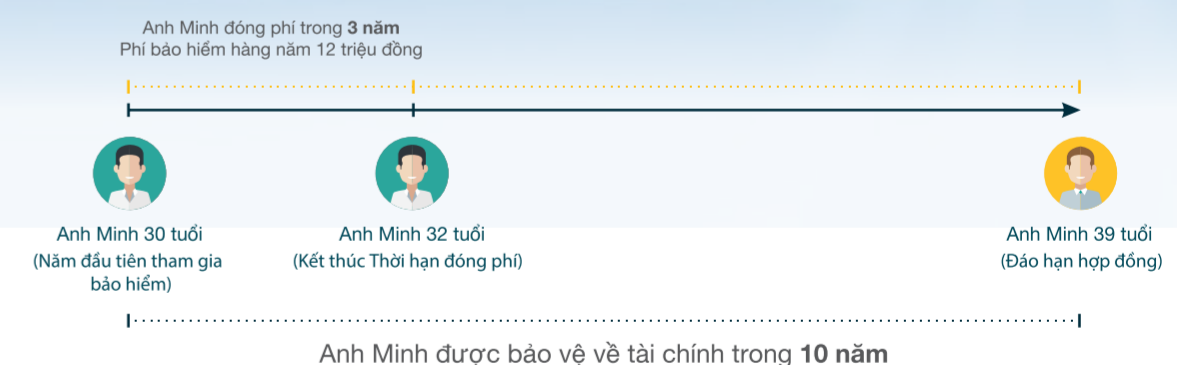 Anh Minh đóng phí trong 3 năm
Phí bảo hiểm hàng năm 12 triệu đồng
Anh Minh 30 tuổi
(Năm đầu tiên tham gia
bảo hiểm)
Anh Minh 32 tuổi
(Kết thúc Thời hạn đóng phí)
Anh Minh 39 tuổi
(Đáo hạn hợp đồng)
Anh Minh được bảo vệ về tài chính trong 10 năm